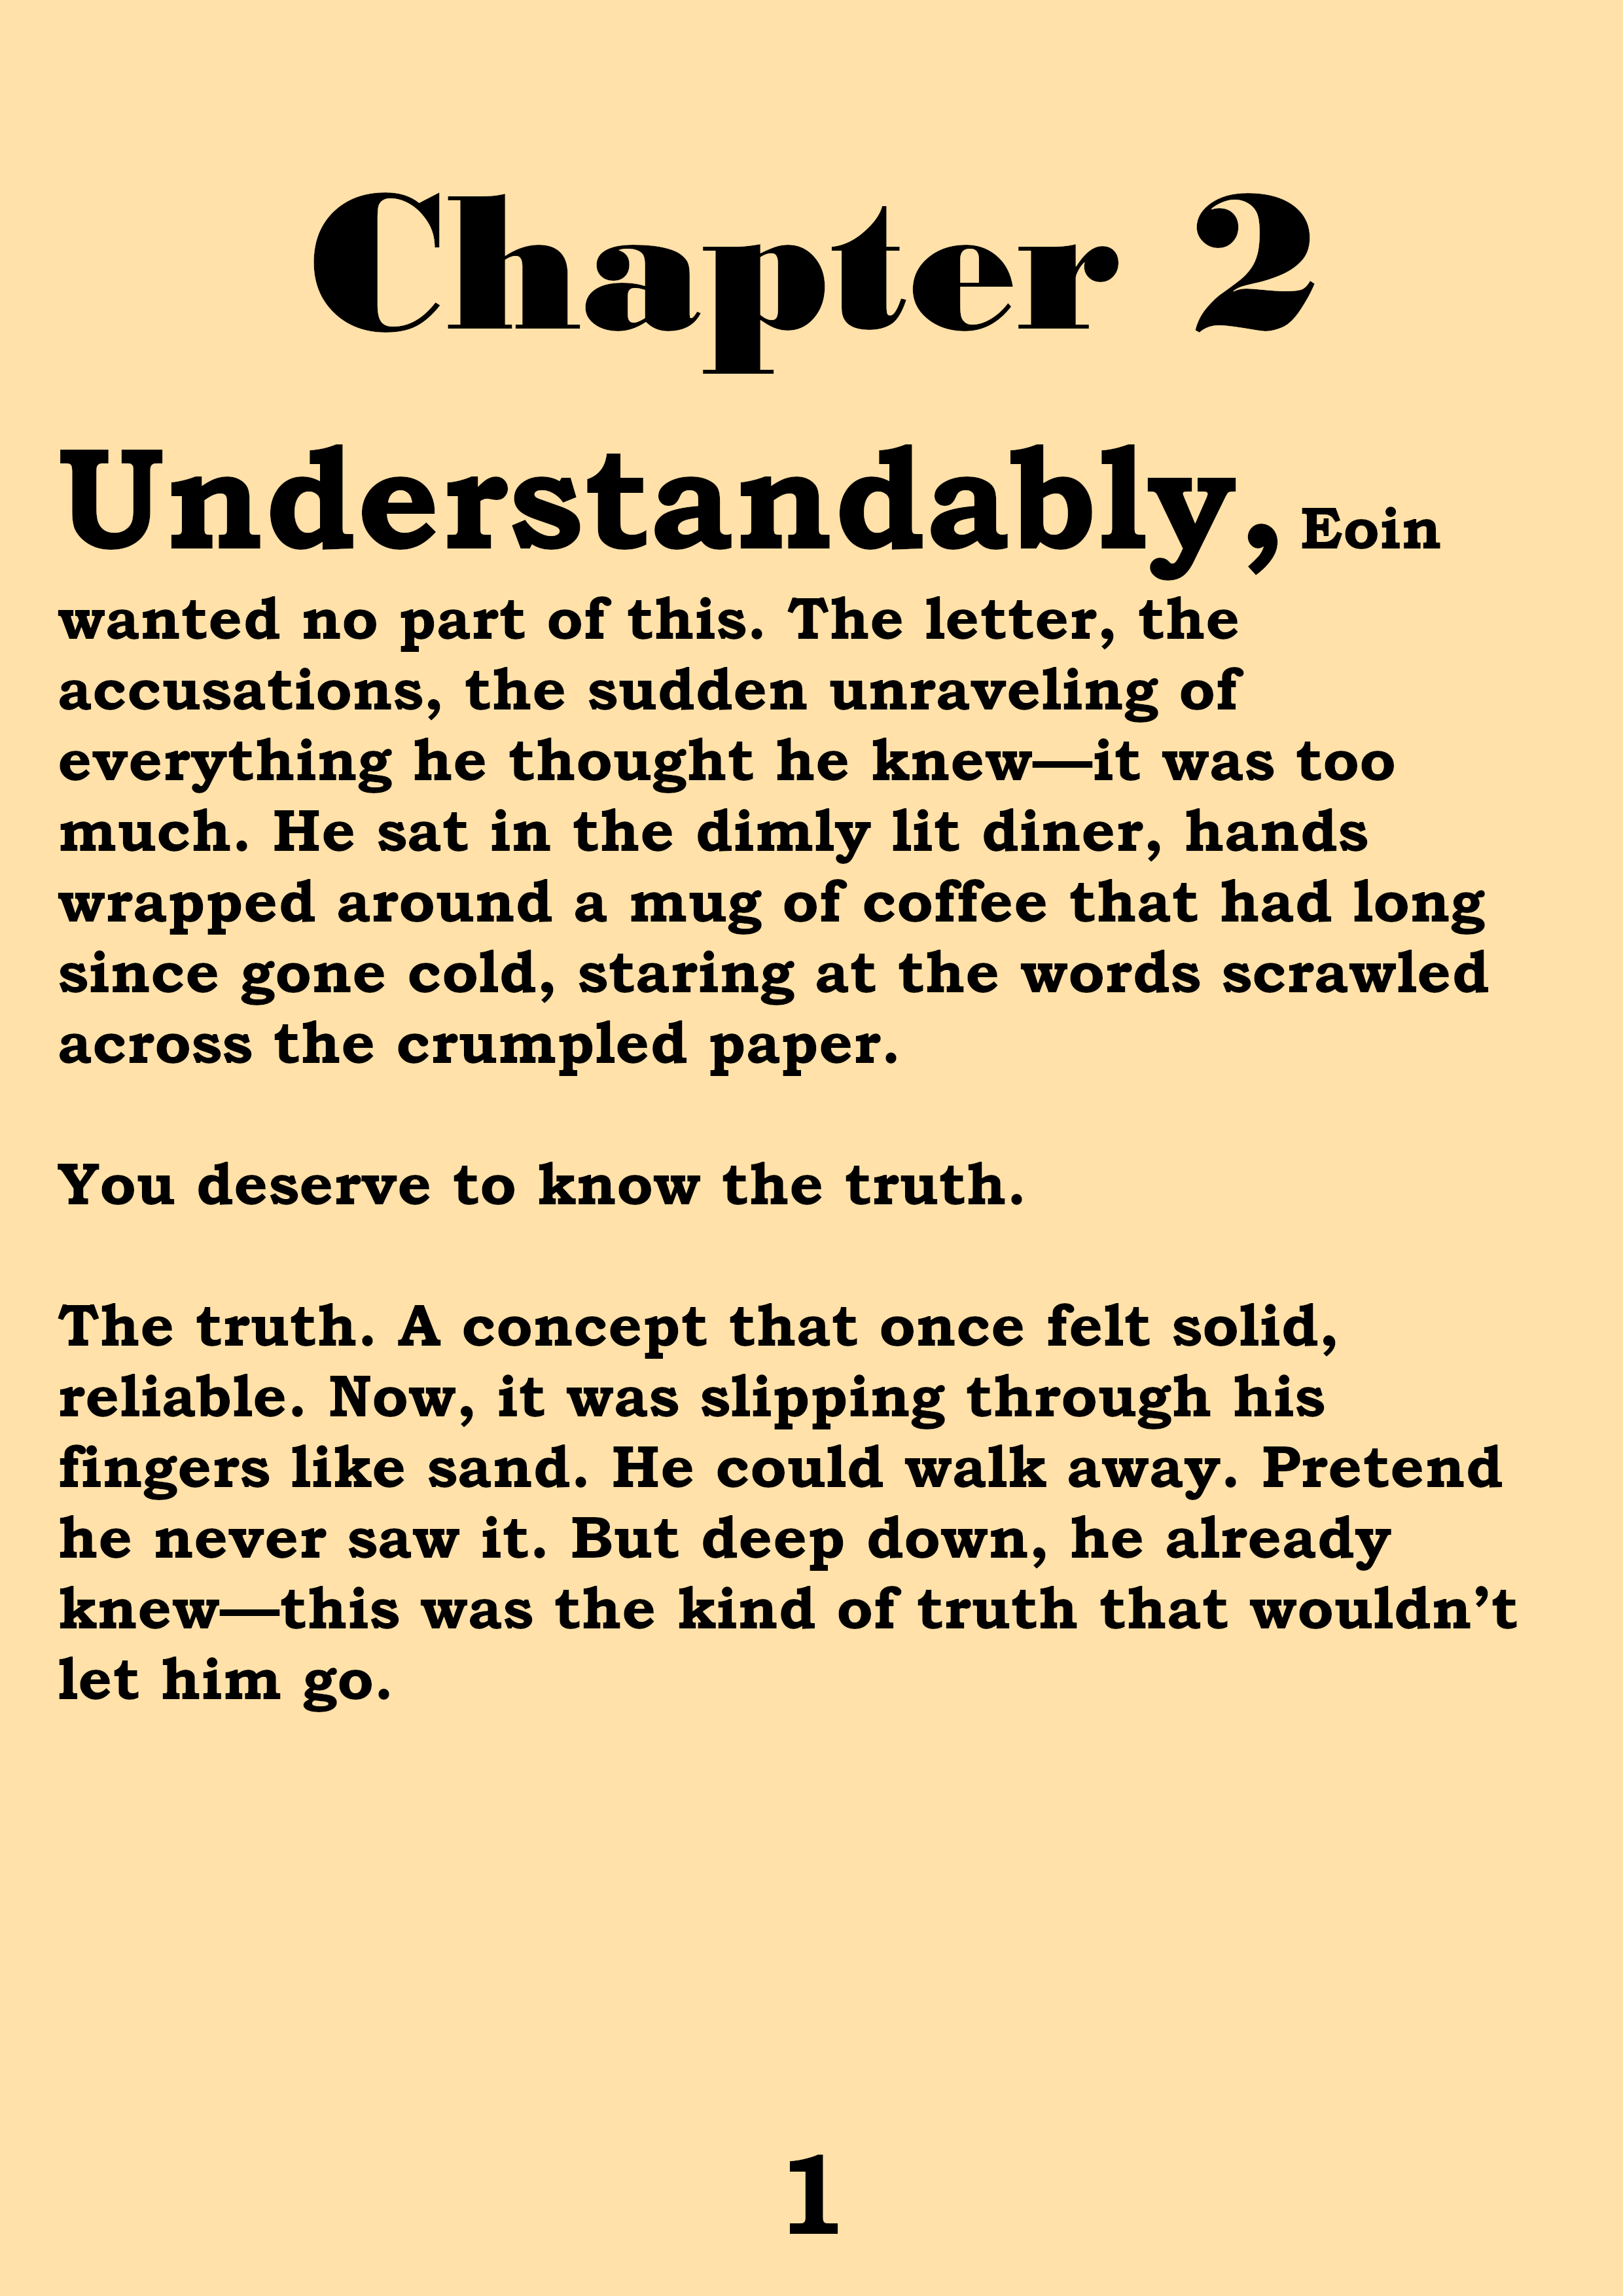 Chapter 2
Understandably, Eoin
wanted no part of this. The letter, the
accusations, the sudden unraveling of
everything he thought he knew—it was too
much. He sat in the dimly lit diner, hands
wrapped around a mug of coffee that had long
since gone cold, staring at the words scrawled
across the crumpled paper.
You deserve to know the truth.
The truth. A concept that once felt solid,
reliable. Now, it was slipping through his
fingers like sand. He could walk away. Pretend
he never saw it. But deep down, he already
knew—this was the kind of truth that wouldn’t
let him go.
1